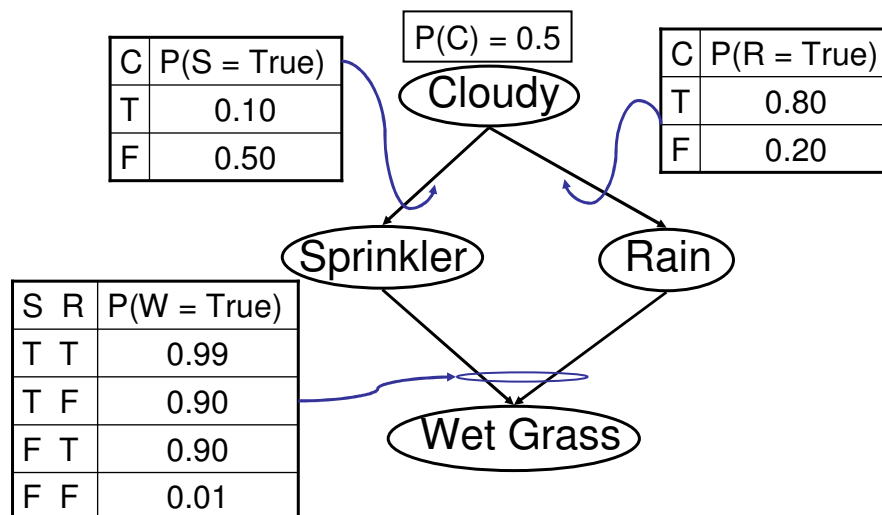 P(C) = 0.5
C P(S = True)
T 0.10
F 0.50
C P(R = True)
T 0.80
F 0.20
Cloudy
Sprinkler
Rain
S R P(W = True)
T T 0.99
T F 0.90
F T 0.90
F F 0.01
Wet Grass